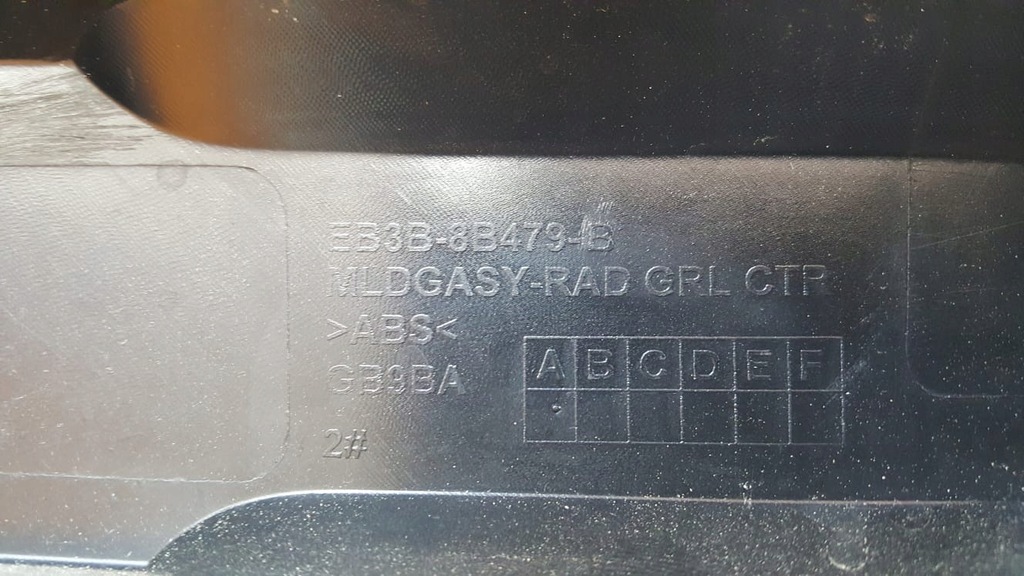 EB3B-8B479-B
MLDGASY-RAD GRL CTR
>ABS<
GB9BA
A B C D E F
2#